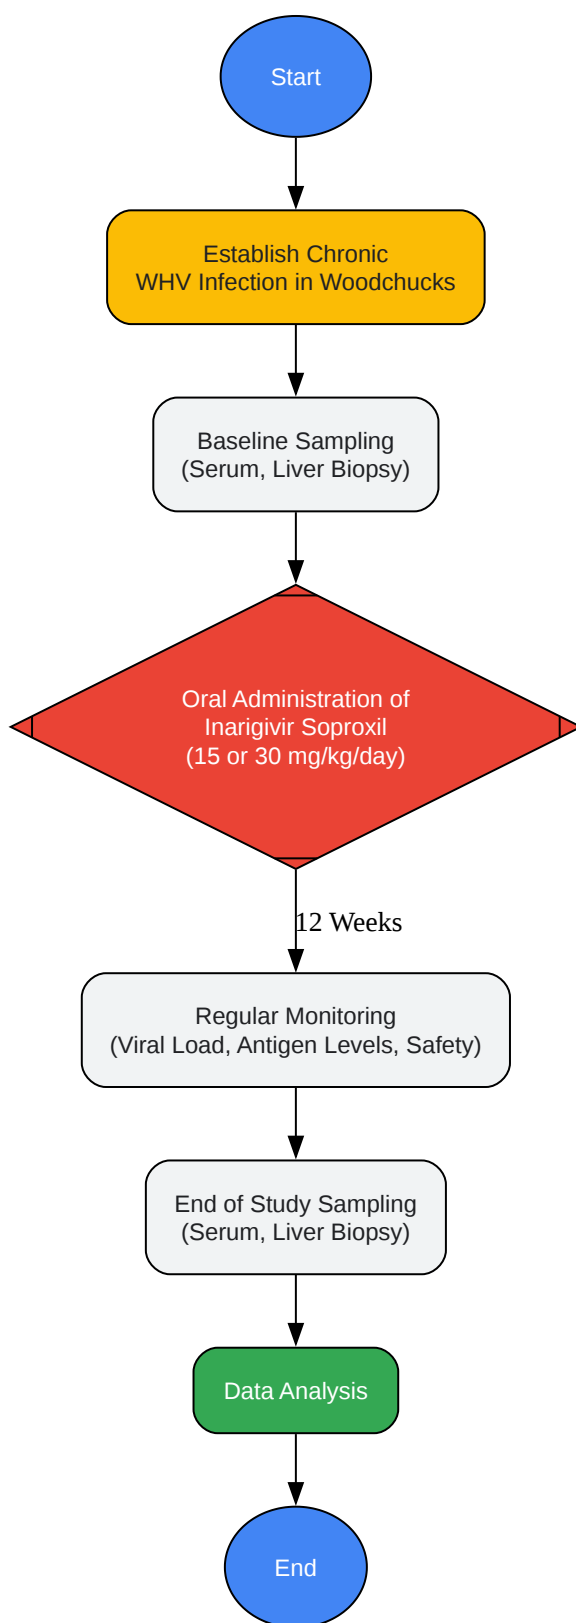 Start
Establish Chronic
WHV Infection in Woodchucks
Baseline Sampling
(Serum, Liver Biopsy)
Oral Administration of
Inarigivir Soproxil
(15 or 30 mg/kg/day)
12 Weeks
Regular Monitoring
(Viral Load, Antigen Levels, Safety)
End of Study Sampling
(Serum, Liver Biopsy)
Data Analysis
End